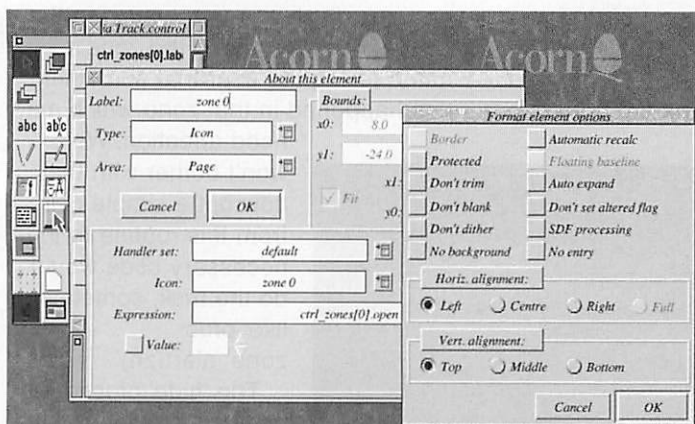 ia Track.control
Acorn
Acorn
ctrl_zones[0].lab
About this element
Label:
zone 0
Type:
Icon
Area:
Page
Cancel
OK
Bounds:
x0:
8.0
y1:
-24.0
x1:
Fit
y0:
Handler set:
default
Icon:
zone 0
Expression:
ctrl_zones[0].open
Value:
abc
abc
Format element options
Border
Automatic recalc
Protected
Floating baseline
Don't trim
Auto expand
Don't blank
Don't set altered flag
Don't dither
SDF processing
No background
No entry
Horiz. alignment:
Left
Centre
Right
Full
Vert. alignment:
Top
Middle
Bottom
Cancel
OK